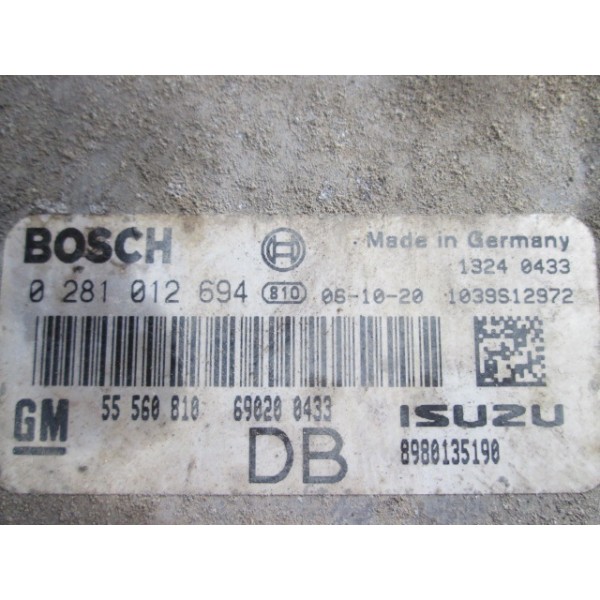 BOSCH Made in Germany
1324 0433
0 281 012 694 810 06-10-20 1039S12972
GM 55 560 810 69020 0433 ISUZU
DB 8980135190